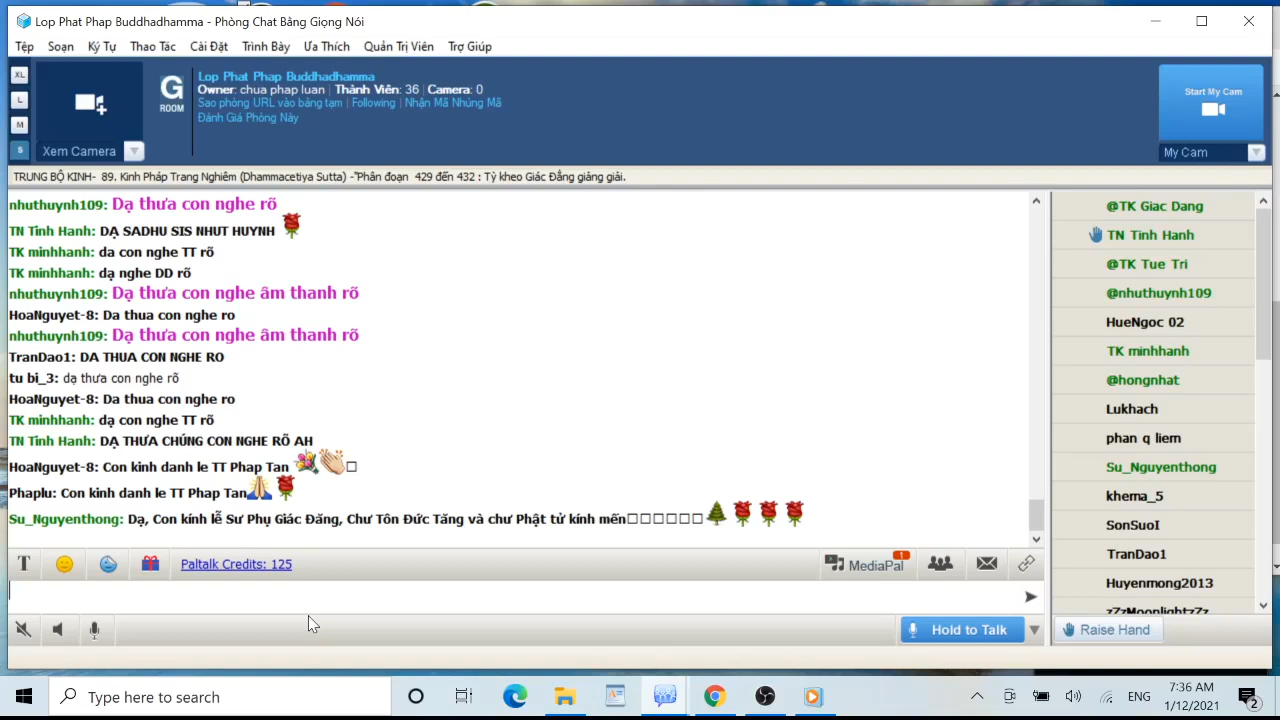 Lop Phat Phap Buddhadhamma - Phòng Chat Bằng Giọng Nói
Tệp Soạn Ký Tự Thao Tác Cài Đặt Trình Bày Ưa Thích Quản Trị Viên Trợ Giúp
XL
L
M
S
Xem Camera
G
ROOM
Lop Phat Phap Buddhadhamma
Owner: chua phap luan | Thành Viên: 36 | Camera: 0
Sao phòng URL vào bảng tạm | Following | Nhận Mã Nhúng Mã
Đánh Giá Phòng Này
Start My Cam
My Cam
TRUNG BỘ KINH- 89. Kinh Pháp Trang Nghiêm (Dhammacetiya Sutta) -"Phân đoạn 429 đến 432 : Tỳ kheo Giác Đẳng giảng giải.
nhuthuynh109: Dạ thưa con nghe rõ
TN Tinh Hanh: DẠ SADHU SIS NHUT HUYNH
TK minhhanh: da con nghe TT rõ
TK minhhanh: dạ nghe DD rõ
nhuthuynh109: Dạ thưa con nghe âm thanh rõ
HoaNguyet-8: Da thua con nghe ro
nhuthuynh109: Dạ thưa con nghe âm thanh rõ
TranDao1: DA THUA CON NGHE RO
tu bi_3: dạ thưa con nghe rõ
HoaNguyet-8: Da thua con nghe ro
TK minhhanh: dạ con nghe TT rõ
TN Tinh Hanh: DẠ THƯA CHÚNG CON NGHE RÕ AH
HoaNguyet-8: Con kinh danh le TT Phap Tan
Phaplu: Con kinh danh le TT Phap Tan
Su_Nguyenthong: Dạ, Con kính lễ Sư Phụ Giác Đăng, Chư Tôn Đức Tăng và chư Phật tử kính mến
@TK Giac Dang
TN Tinh Hanh
@TK Tue Tri
@nhuthuynh109
HueNgoc 02
TK minhhanh
@hongnhat
Lukhach
phan q liem
Su_Nguyenthong
khema_5
SonSuoI
TranDao1
Huyenmong2013
zZzMoonlightzZz
T
Paltalk Credits: 125
MediaPal
1
Hold to Talk
Raise Hand
Type here to search
ENG
7:36 AM
1/12/2021
2